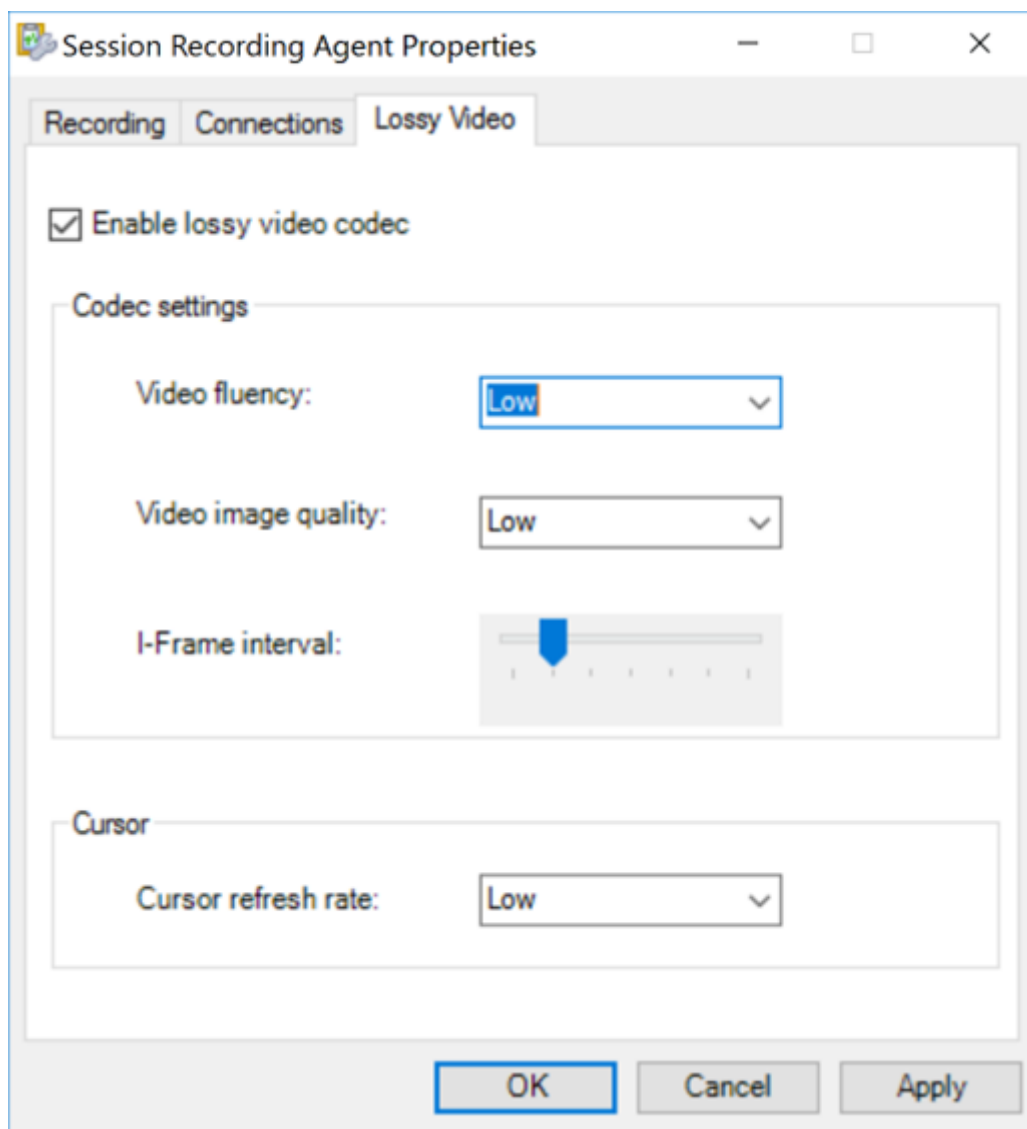 Session Recording Agent Properties
Recording Connections Lossy Video
Enable lossy video codec
Codec settings
Video fluency: Low
Video image quality: Low
I-Frame interval:
Cursor
Cursor refresh rate: Low
OK Cancel Apply